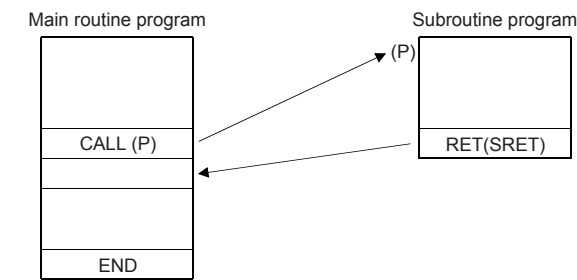 Main routine program
Subroutine program
(P)
CALL (P)
RET(SRET)
END